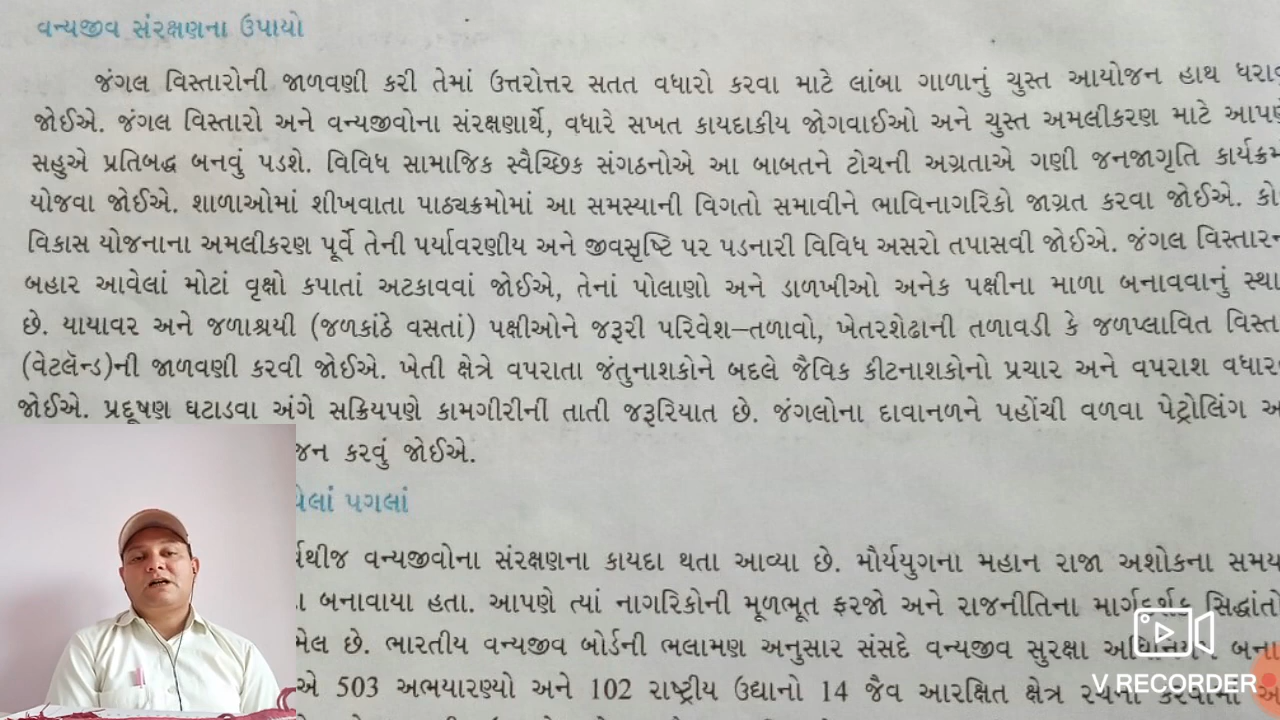 વન્યજીવ સંરક્ષણના ઉપાયો
જંગલ વિસ્તારોની જાળવણી કરી તેમાં ઉત્તરોત્તર સતત વધારો કરવા માટે લાંબા ગાળાનું ચુસ્ત આયોજન હાથ
જોઈએ. જંગલ વિસ્તારો અને વન્યજીવોના સંરક્ષણાર્થે, વધારે સખત કાયદાકીય જોગવાઈઓ અને ચુસ્ત અમલીકરણ માટે
સહુએ પ્રતિબદ્ધ બનવું પડશે. વિવિધ સામાજિક સ્વૈચ્છિક સંગઠનોએ આ બાબતને ટોચની અગ્રતાએ ગણી જનજાગૃતિ
યોજવા જોઈએ. શાળાઓમાં શીખવાતા પાઠ્યક્રમોમાં આ સમસ્યાની વિગતો સમાવીને ભાવિનાગરિકો જાગ્રત કરવા જોઈએ.
વિકાસ યોજનાના અમલીકરણ પૂર્વે તેની પર્યાવરણીય અને જીવસૃષ્ટિ પર પડનારી વિવિધ અસરો તપાસવી જોઈએ. જંગલ
બહાર આવેલાં મોટાં વૃક્ષો કપાતાં અટકાવવાં જોઈએ, તેનાં પોલાણો અને ડાળખીઓ અનેક પક્ષીના માળા બનાવવાનું
છે. યાયાવર અને જળાશ્રયી (જળકાંઠે વસતાં) પક્ષીઓને જરૂરી પરિવેશ–તળાવો, ખેતરશેઢાની તળાવડી કે જળપ્લાવિત
(વેટલૅન્ડ)ની જાળવણી કરવી જોઈએ. ખેતી ક્ષેત્રે વપરાતા જંતુનાશકોને બદલે જૈવિક કીટનાશકોનો પ્રચાર અને વપરાશ
જોઈએ. પ્રદૂષણ ઘટાડવા અંગે સક્રિયપણે કામગીરીની તાતી જરૂરિયાત છે. જંગલોના દાવાનળને પહોંચી વળવા પેટ્રોલિંગ
કરવું જોઈએ.
પગલાં
વન્યજીવોના સંરક્ષણના કાયદા થતા આવ્યા છે. મૌર્યયુગના મહાન રાજા અશોકના
બનાવાયા હતા. આપણે ત્યાં નાગરિકોની મૂળભૂત ફરજો અને રાજનીતિના માર્ગદર્શક સિદ્ધાંતો
છે. ભારતીય વન્યજીવ બોર્ડની ભલામણ અનુસાર સંસદે વન્યજીવ સુરક્ષા
503 અભયારણ્યો અને 102 રાષ્ટ્રીય ઉદ્યાનો 14 જૈવ આરક્ષિત ક્ષેત્ર
V RECORDER